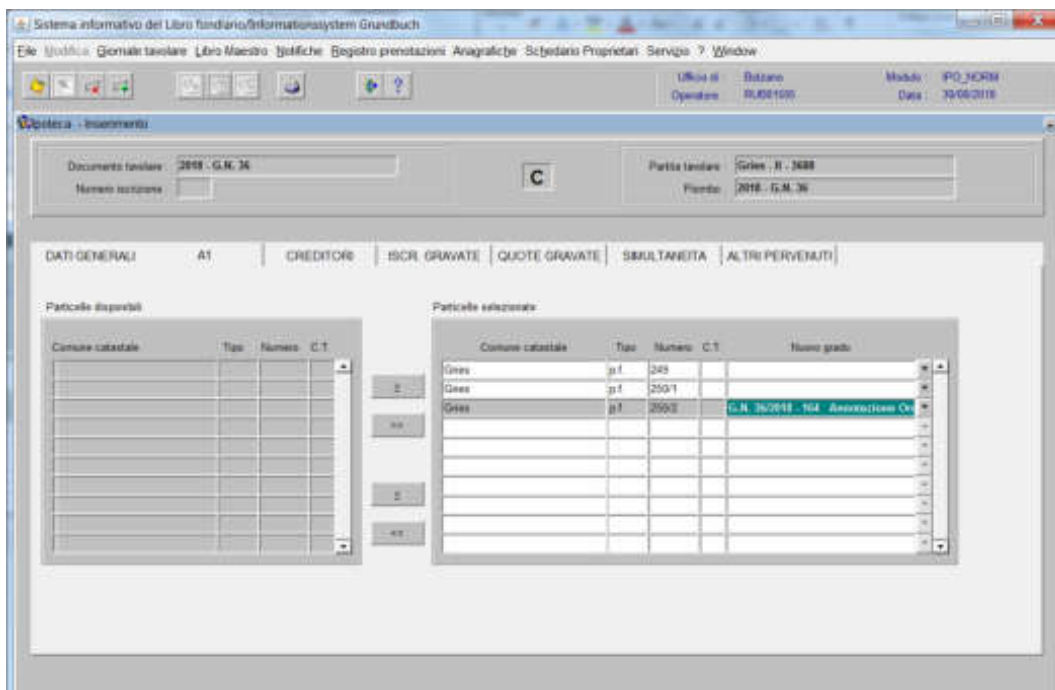 Sistema informativo del Libro fondiario/Informationssystem Grundbuch
File Modifica Giornale tavolare Libro Maestro Notifiche Registro prenotazioni Anagrafiche Schedario Proprietari Servizio ? Window
Ufficio di Bolzano Modulo IPO_NORM
Operatore Data : 30/08/2018
Ipoteca - Inserimento
Documento tavolare 2018 - G.N. 36 Partita tavolare Gries - II - 3688
Numero iscrizione C Piombo 2018 - G.N. 36
DATI GENERALI A1 CREDITORI ISCR. GRAVATE QUOTE GRAVATE SIMULTANEITA ALTRI PERVENUTI
Particelle disponibili Particelle selezionate
Comune catastale Tipo Numero C.T. Comune catastale Tipo Numero C.T. Nuovo grado
Gries p.f. 249
Gries p.f. 250/1
Gries p.f. 250/2 G.N. 36/2018 - 164 Annotazione Ord
>
<<